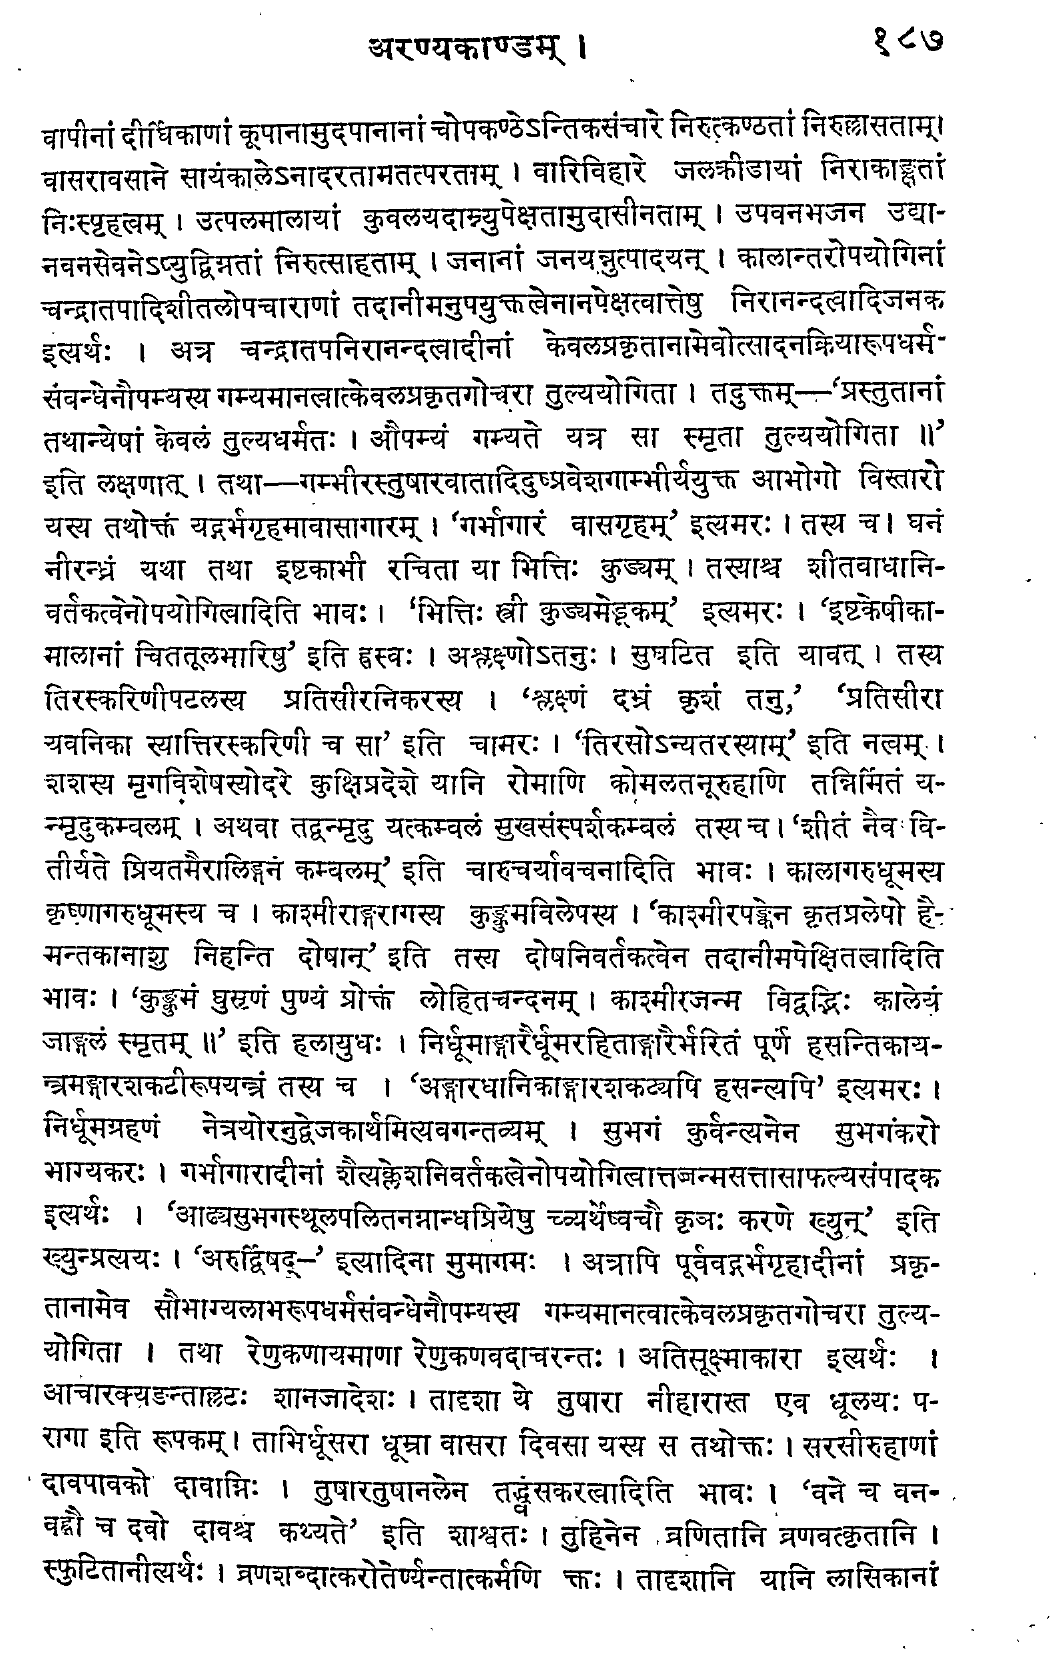 अरण्यकाण्डम् । १८७
वापीनां दीर्घिकाणां कूपानामुदपानानां चोपकण्ठेऽन्तिकसंचारे निरुत्कण्ठतां निरुल्लासताम्।
वासरावसाने सायंकालेऽनादरतामतत्परताम् । वारिविहारे जलक्रीडायां निराकाङ्क्षतां
निःस्पृहत्वम् । उत्पलमालायां कुवलयदाम्न्युपेक्षतामुदासीनताम् । उपवनभजन उद्या-
नवनसेवनेऽप्युद्विग्नतां निरुत्साहताम् । जनानां जनयन्नुत्पादयन् । कालान्तरोपयोगिनां
चन्द्रातपादिशीतलोपचाराणां तदानीमनुपयुक्तत्वेनानपेक्षत्वात्तेषु निरानन्दत्वादिजनक
इत्यर्थः । अत्र चन्द्रातपनिरानन्दत्वादीनां केवलप्रकृतानामेवोत्सादनक्रियारूपधर्म-
संबन्धेनौपम्यस्य गम्यमानत्वात्केवलप्रकृतगोचरा तुल्ययोगिता । तदुक्तम्—‘प्रस्तुतानां
तथान्येषां केवलं तुल्यधर्मतः । औपम्यं गम्यते यत्र सा स्मृता तुल्ययोगिता ॥’
इति लक्षणात् । तथा—गम्भीरस्तुषारवातादिदुष्प्रवेशगाम्भीर्ययुक्त आभोगो विस्तारो
यस्य तथोक्तं यद्गर्भगृहमावासागारम् । ‘गर्भागारं वासगृहम्’ इत्यमरः । तस्य च। घनं
नीरन्ध्रं यथा तथा इष्टकाभी रचिता या भित्तिः कुड्यम् । तस्याश्च शीतबाधानि-
वर्तकत्वेनोपयोगित्वादिति भावः । ‘भित्तिः स्त्री कुड्यमेडूकम्’ इत्यमरः । ‘इष्टकेषीका-
मालानां चिततूलभारिषु’ इति ह्रस्वः । अश्लक्ष्णोऽतनुः । सुघटित इति यावत् । तस्य
तिरस्करिणीपटलस्य प्रतिसीरनिकरस्य । ‘श्लक्ष्णं दभ्रं कृशं तनु,’ ‘प्रतिसीरा
यवनिका स्यात्तिरस्करिणी च सा’ इति चामरः । ‘तिरसोऽन्यतरस्याम्’ इति नत्वम् ।
शशस्य मृगविशेषस्योदरे कुक्षिप्रदेशे यानि रोमाणि कोमलतनूरुहाणि तन्निर्मितं य-
न्मृदुकम्बलम् । अथवा तद्वन्मृदु यत्कम्बलं सुखसंस्पर्शकम्बलं तस्य च । ‘शीतं नैव वि-
तीर्यते प्रियतमैरालिङ्गनं कम्बलम्’ इति चारुचर्यावचनादिति भावः । कालागरुधूमस्य
कृष्णागरुधूमस्य च । काश्मीराङ्गरागस्य कुङ्कुमविलेपस्य । ‘काश्मीरपङ्केन कृतप्रलेपो है-
मन्तकानाशु निहन्ति दोषान्’ इति तस्य दोषनिवर्तकत्वेन तदानीमपेक्षितत्वादिति
भावः । ‘कुङ्कुमं घुसृणं पुण्यं प्रोक्तं लोहितचन्दनम् । काश्मीरजन्म विद्वद्भिः कालेयं
जाङ्गलं स्मृतम् ॥’ इति हलायुधः । निर्धूमाङ्गारैर्धूमरहिताङ्गारैर्भरितं पूर्णं हसन्तिकाय-
न्त्रमङ्गारशकटीरूपयन्त्रं तस्य च । ‘अङ्गारधानिकाङ्गारशकट्यपि हसन्त्यपि’ इत्यमरः ।
निर्धूमग्रहणं नेत्रयोरनुद्वेजकार्थमित्यवगन्तव्यम् । सुभगं कुर्वन्त्यनेन सुभगंकरो
भाग्यकरः । गर्भागारादीनां शैत्यक्लेशनिवर्तकत्वेनोपयोगित्वात्तज्जन्मसत्तासाफल्यसंपादक
इत्यर्थः । ‘आढ्यसुभगस्थूलपलितनग्नान्धप्रियेषु च्व्यर्थेष्वच्वौ कृञः करणे ख्युन्’ इति
ख्युन्प्रत्ययः । ‘अरुर्द्विषद्—’ इत्यादिना मुमागमः । अत्रापि पूर्ववद्गर्भगृहादीनां प्रकृ-
तानामेव सौभाग्यलाभरूपधर्मसंबन्धेनौपम्यस्य गम्यमानत्वात्केवलप्रकृतगोचरा तुल्य-
योगिता । तथा रेणुकणायमाणा रेणुकणवदाचरन्तः । अतिसूक्ष्माकारा इत्यर्थः ।
आचारक्यङन्ताल्लटः शानजादेशः । तादृशा ये तुषारा नीहारास्त एव धूलयः प-
रागा इति रूपकम्। ताभिर्धूसरा धूम्रा वासरा दिवसा यस्य स तथोक्तः । सरसीरुहाणां
दावपावको दावाग्निः । तुषारतुषानलेन तद्ध्वंसकरत्वादिति भावः । ‘वने च वन-
वह्नौ च दवो दावश्च कथ्यते’ इति शाश्वतः । तुहिनेन व्रणितानि व्रणवत्कृतानि ।
स्फुटितानीत्यर्थः । व्रणशब्दात्करोतेर्ण्यन्तात्कर्मणि क्तः । तादृशानि यानि लासिकानां